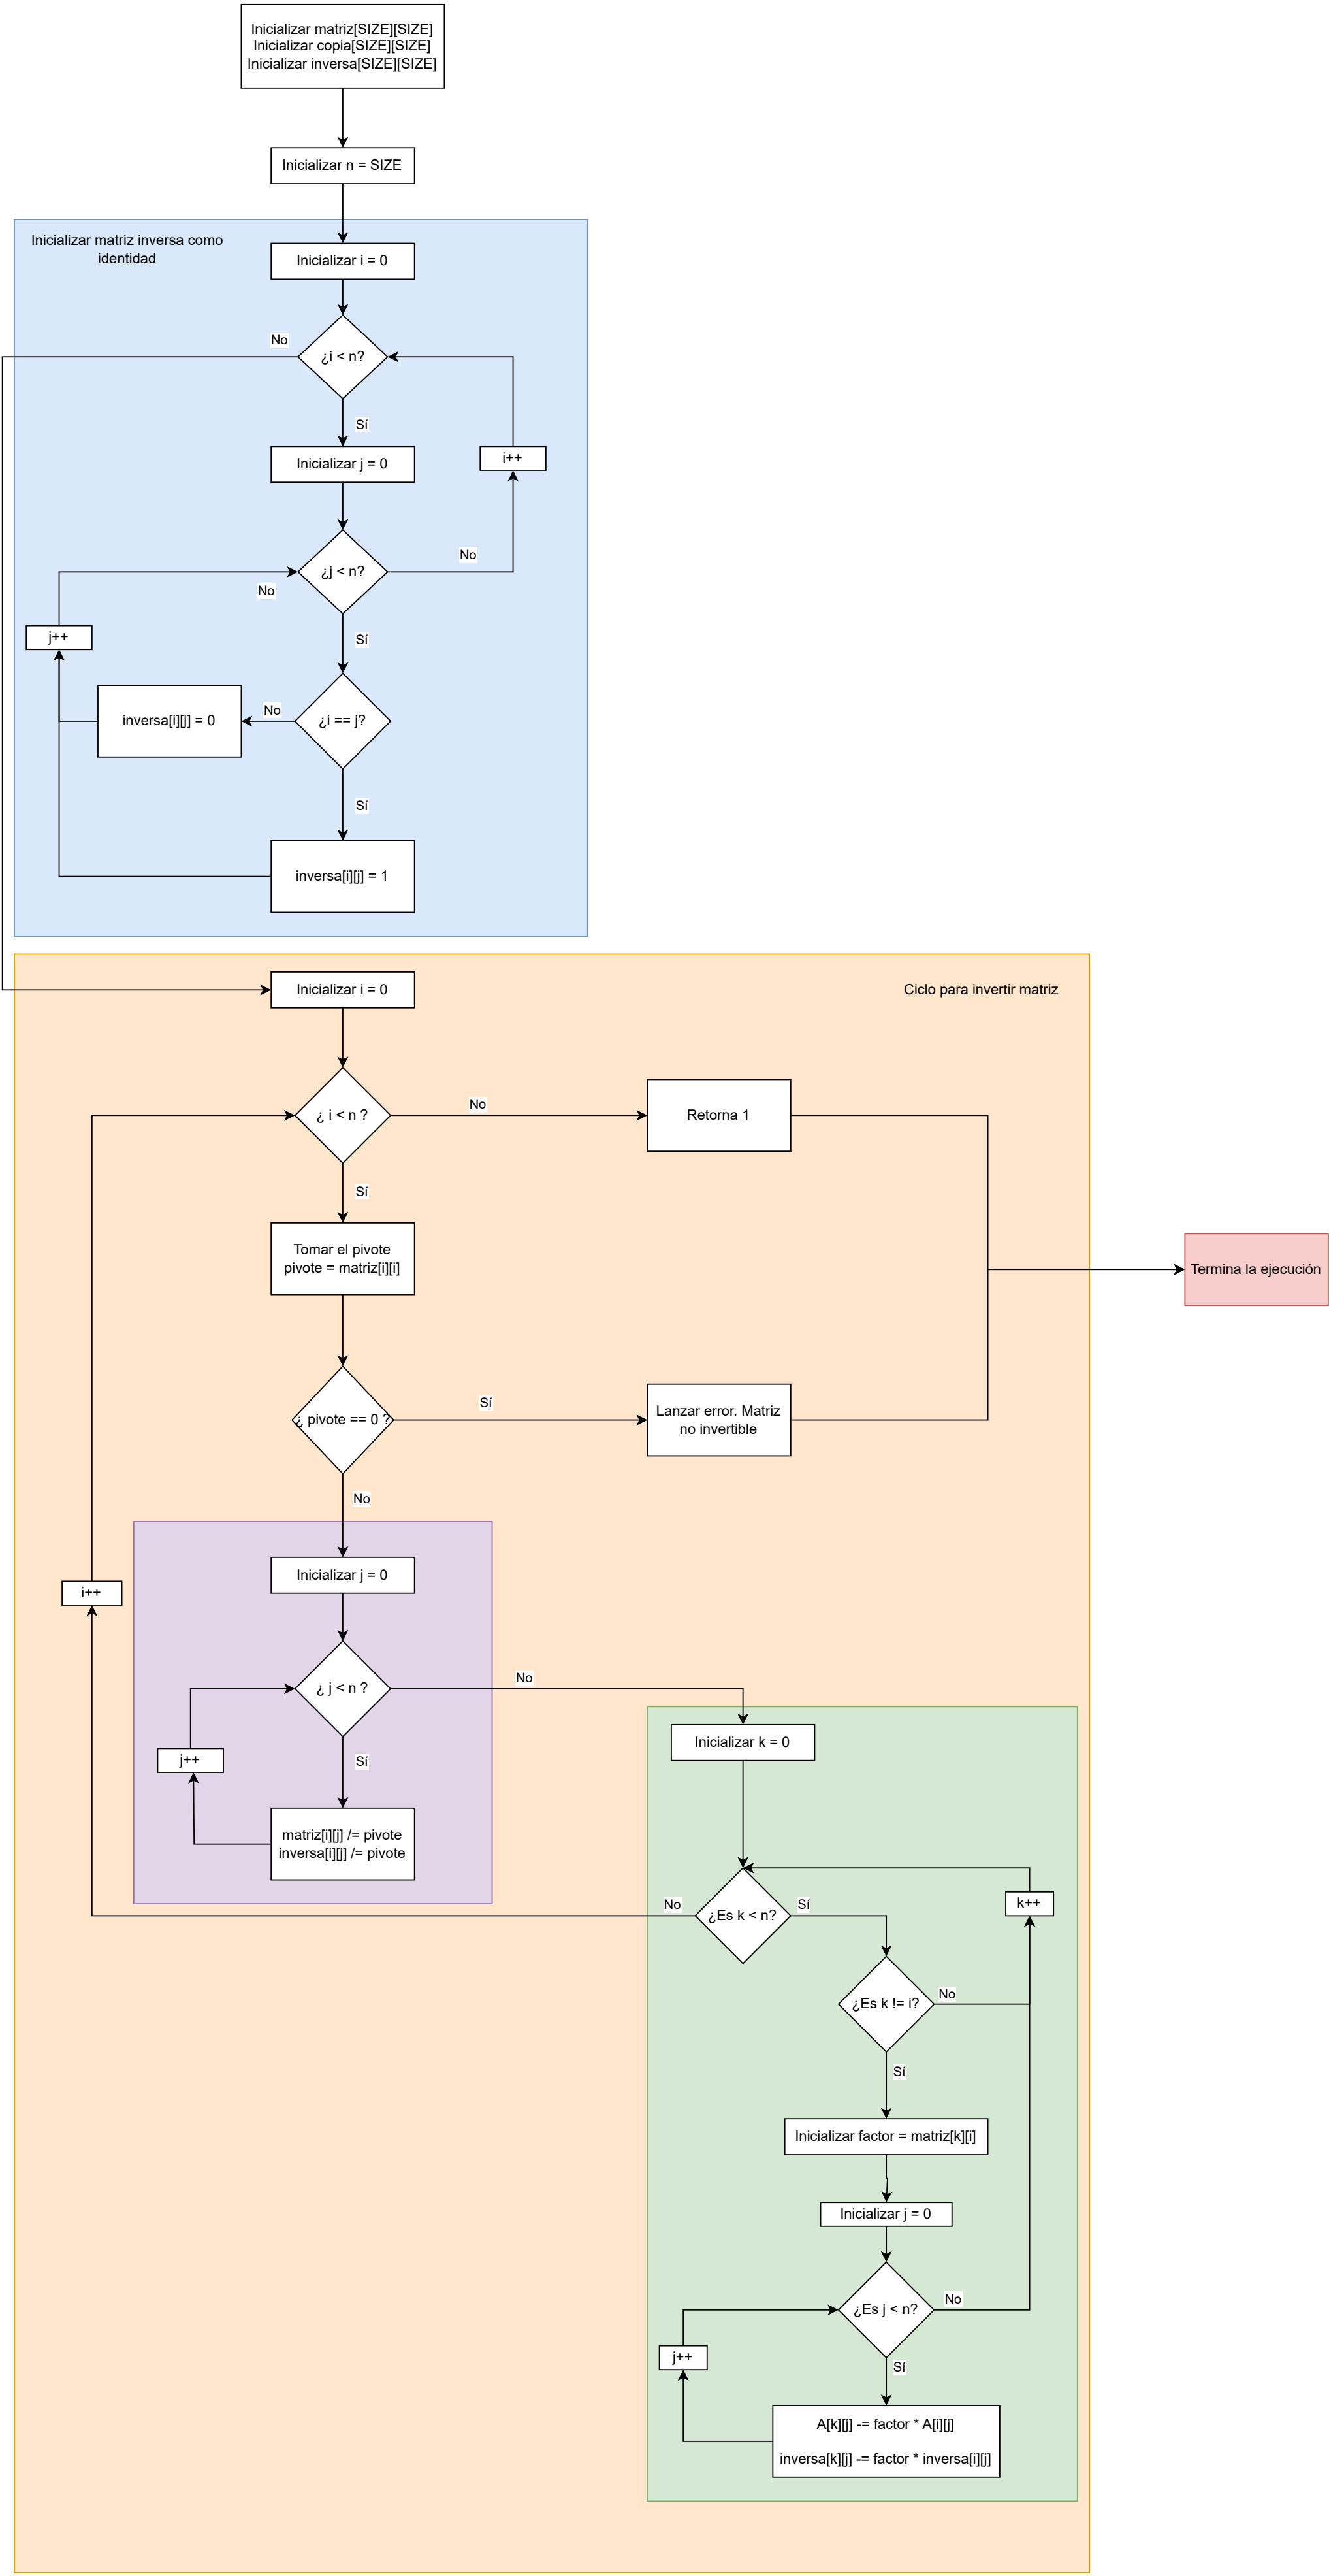 Inicializar matriz[SIZE][SIZE]
Inicializar copia[SIZE][SIZE]
Inicializar inversa[SIZE][SIZE]
Inicializar n = SIZE
Inicializar matriz inversa como
identidad
Inicializar i = 0
No
¿i < n?
Sí
Inicializar j = 0
i++
No
¿j < n?
No
j++
Sí
inversa[i][j] = 0
No
¿i == j?
Sí
inversa[i][j] = 1
Inicializar i = 0
Ciclo para invertir matriz
¿ i < n ?
No
Retorna 1
Sí
Tomar el pivote
pivote = matriz[i][i]
Termina la ejecución
¿ pivote == 0 ?
Sí
Lanzar error. Matriz
no invertible
No
Inicializar j = 0
i++
¿ j < n ?
No
Inicializar k = 0
j++
Sí
matriz[i][j] /= pivote
inversa[i][j] /= pivote
No
¿Es k < n?
Sí
k++
¿Es k != i?
No
Sí
Inicializar factor = matriz[k][i]
Inicializar j = 0
¿Es j < n?
No
j++
Sí
A[k][j] -= factor * A[i][j]
inversa[k][j] -= factor * inversa[i][j]